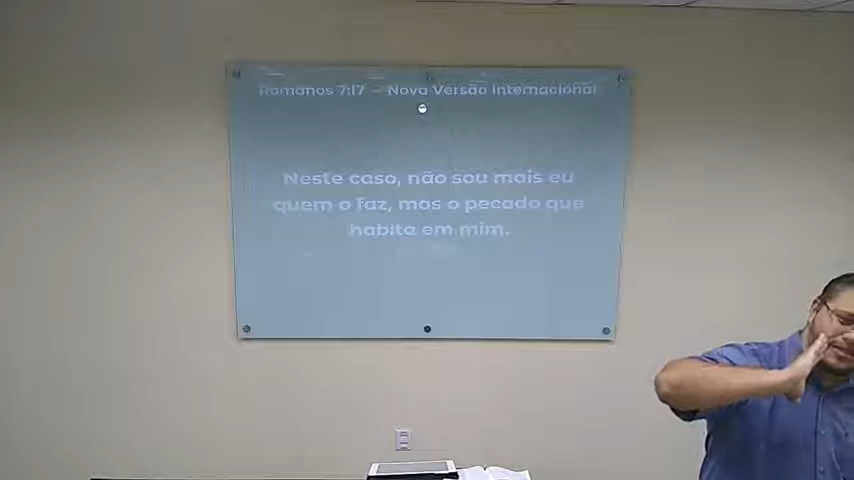 Romanos 7:17 - Nova Versão Internacional
Neste caso, não sou mais eu
quem o faz, mas o pecado que
habita em mim.